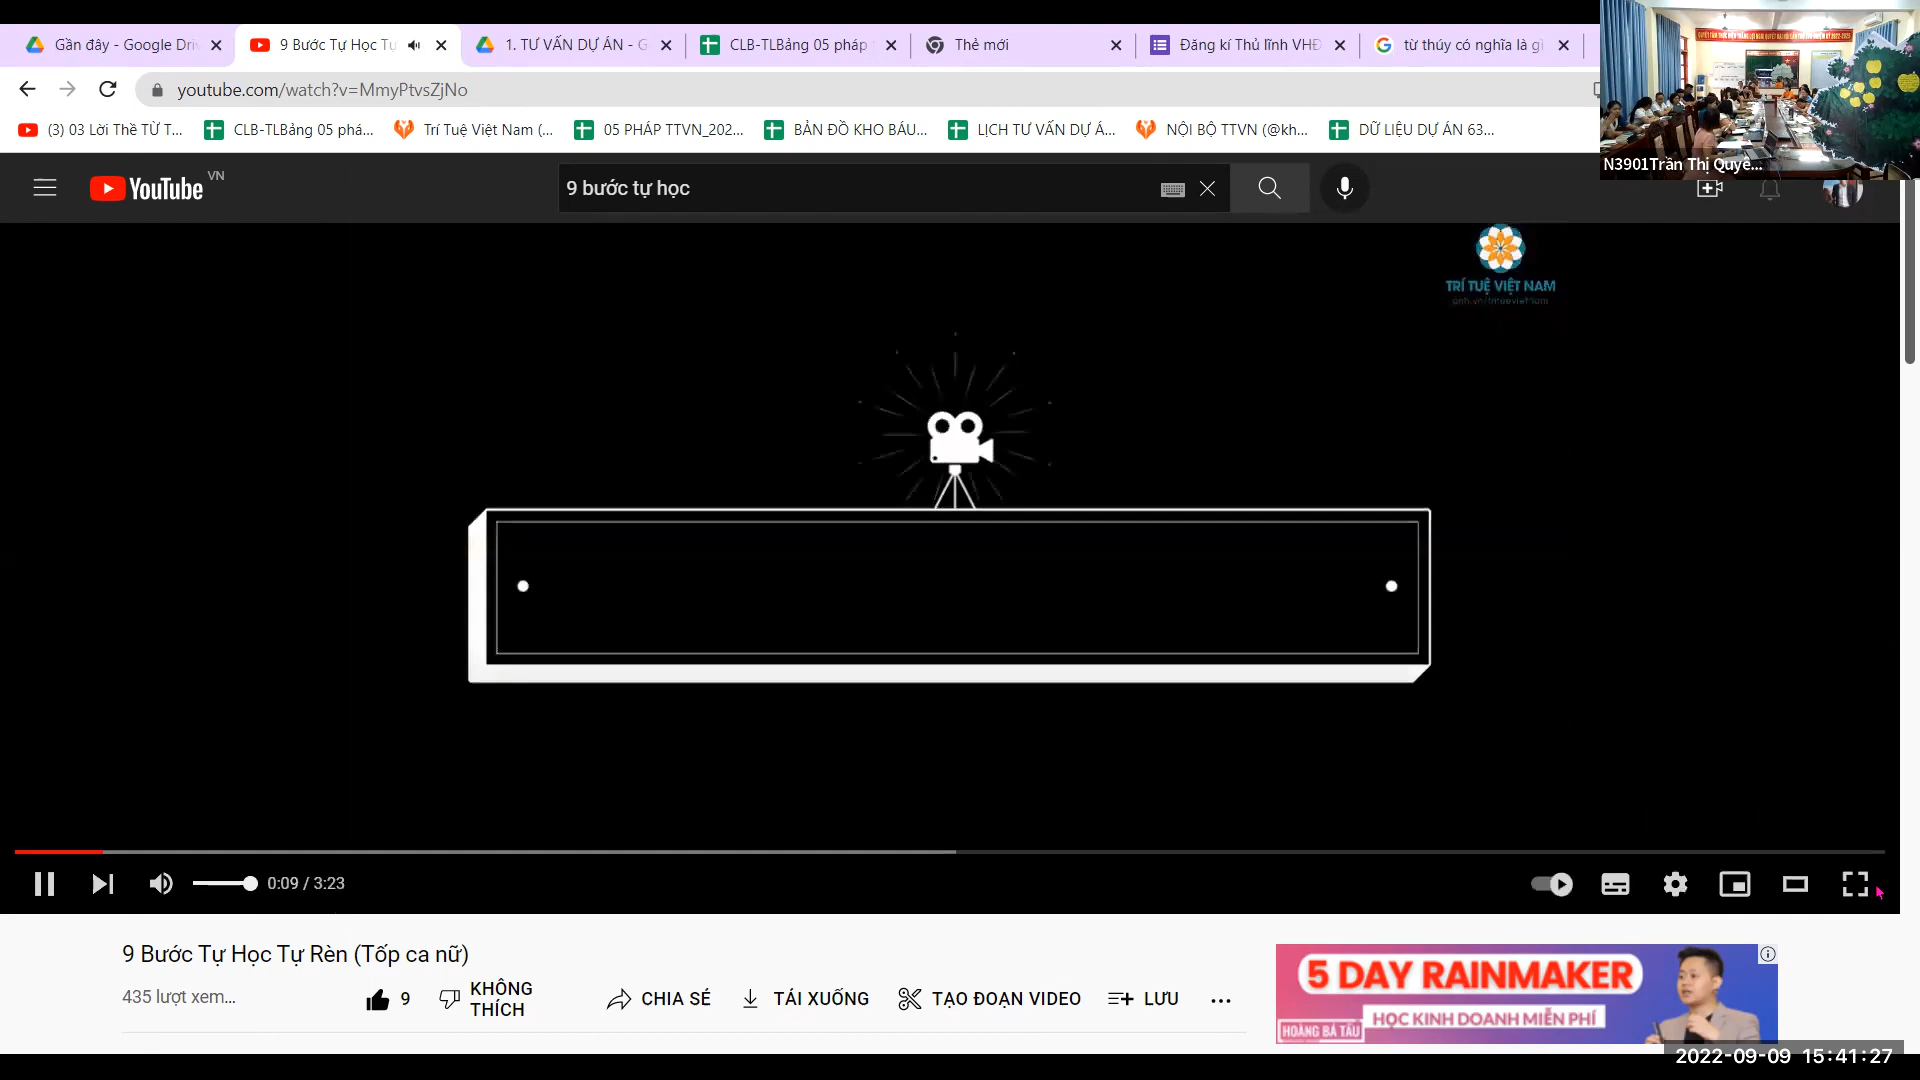 Gần đây - Google Dri
9 Bước Tự Học Tự
1. TƯ VẤN DỰ ÁN - G
CLB-TLBảng 05 pháp
Thẻ mới
Đăng kí Thủ lĩnh VHĐ
từ thúy có nghĩa là gì
youtube.com/watch?v=MmyPtvsZjNo
(3) 03 Lời Thề TỪ T...
CLB-TLBảng 05 phá...
Trí Tuệ Việt Nam (...
05 PHÁP TTVN_202...
BẢN ĐỒ KHO BÁU...
LỊCH TƯ VẤN DỰ Á...
NỘI BỘ TTVN (@kh...
DỮ LIỆU DỰ ÁN 63...
N3901Trần Thị Quyê...
YouTube VN
9 bước tự học
TRÍ TUỆ VIỆT NAM
0:09 / 3:23
9 Bước Tự Học Tự Rèn (Tốp ca nữ)
435 lượt xem...
9
KHÔNG
THÍCH
CHIA SẺ
TẢI XUỐNG
TẠO ĐOẠN VIDEO
LƯU
5 DAY RAINMAKER
HỌC KINH DOANH MIỄN PHÍ
HOÀNG BÁ TẦU
2022-09-09 15:41:27